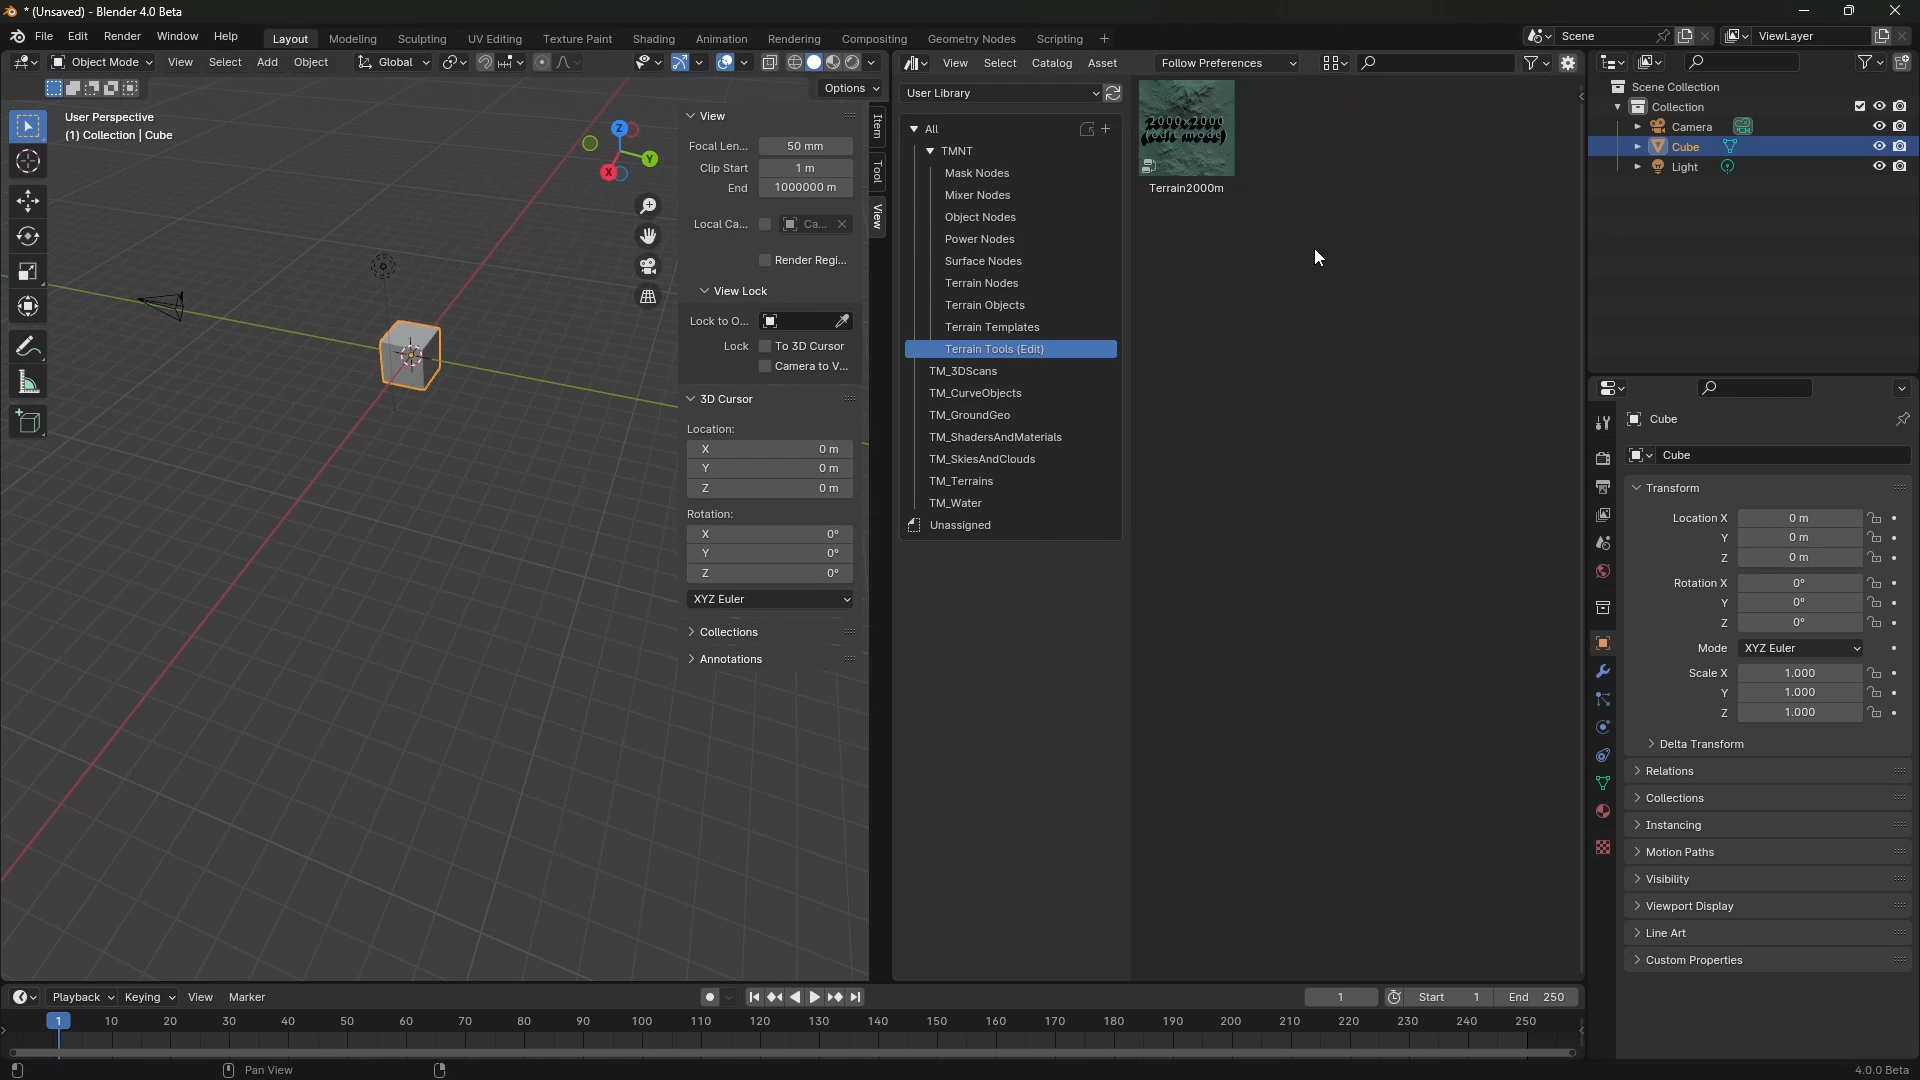 * (Unsaved) - Blender 4.0 Beta
File Edit Render Window Help
Layout Modeling Sculpting UV Editing Texture Paint Shading Animation Rendering Compositing Geometry Nodes Scripting +
Scene
ViewLayer
Object Mode View Select Add Object Global
Options
User Perspective
(1) Collection | Cube
Z
Y
X
View
Focal Len... 50 mm
Clip Start 1 m
End 1000000 m
Local Ca... Ca...
Render Regi...
View Lock
Lock to O...
Lock To 3D Cursor
Camera to V...
3D Cursor
Location:
X 0 m
Y 0 m
Z 0 m
Rotation:
X 0°
Y 0°
Z 0°
XYZ Euler
Collections
Annotations
Item
Tool
View
View Select Catalog Asset Follow Preferences
User Library
All
TMNT
Mask Nodes
Mixer Nodes
Object Nodes
Power Nodes
Surface Nodes
Terrain Nodes
Terrain Objects
Terrain Templates
Terrain Tools (Edit)
TM_3DScans
TM_CurveObjects
TM_GroundGeo
TM_ShadersAndMaterials
TM_SkiesAndClouds
TM_Terrains
TM_Water
Unassigned
2000x2000
Terrain2000m
Scene Collection
Collection
Camera
Cube
Light
Cube
Cube
Transform
Location X 0 m
Y 0 m
Z 0 m
Rotation X 0°
Y 0°
Z 0°
Mode XYZ Euler
Scale X 1.000
Y 1.000
Z 1.000
Delta Transform
Relations
Collections
Instancing
Motion Paths
Visibility
Viewport Display
Line Art
Custom Properties
Playback Keying View Marker
1 Start 1 End 250
1 10 20 30 40 50 60 70 80 90 100 110 120 130 140 150 160 170 180 190 200 210 220 230 240 250
Pan View
4.0.0 Beta